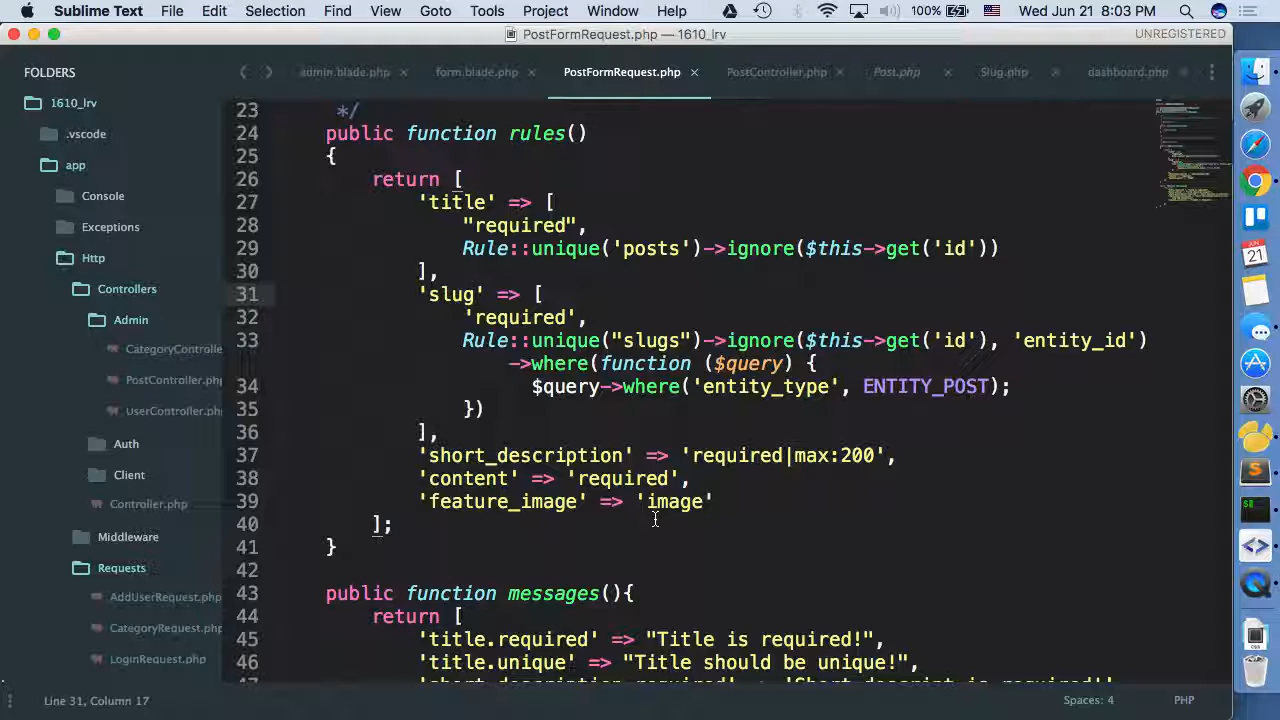 Sublime Text File Edit Selection Find View Goto Tools Project Window Help 100% Wed Jun 21 8:03 PM
PostFormRequest.php — 1610_lrv UNREGISTERED
FOLDERS
1610_lrv
.vscode
app
Console
Exceptions
Http
Controllers
Admin
CategoryControlle
PostController.php
UserController.php
Auth
Client
Controller.php
Middleware
Requests
AddUserRequest.php
CategoryRequest.php
LoginRequest.php
admin.blade.php form.blade.php PostFormRequest.php PostController.php Post.php Slug.php dashboard.php
23 */
24 public function rules()
25 {
26 return [
27 'title' => [
28 "required",
29 Rule::unique('posts')->ignore($this->get('id'))
30 ],
31 'slug' => [
32 'required',
33 Rule::unique("slugs")->ignore($this->get('id'), 'entity_id')
->where(function ($query) {
34 $query->where('entity_type', ENTITY_POST);
35 })
36 ],
37 'short_description' => 'required|max:200',
38 'content' => 'required',
39 'feature_image' => 'image'
40 ];
41 }
42
43 public function messages(){
44 return [
45 'title.required' => "Title is required!",
46 'title.unique' => "Title should be unique!",
Line 31, Column 17 Spaces: 4 PHP